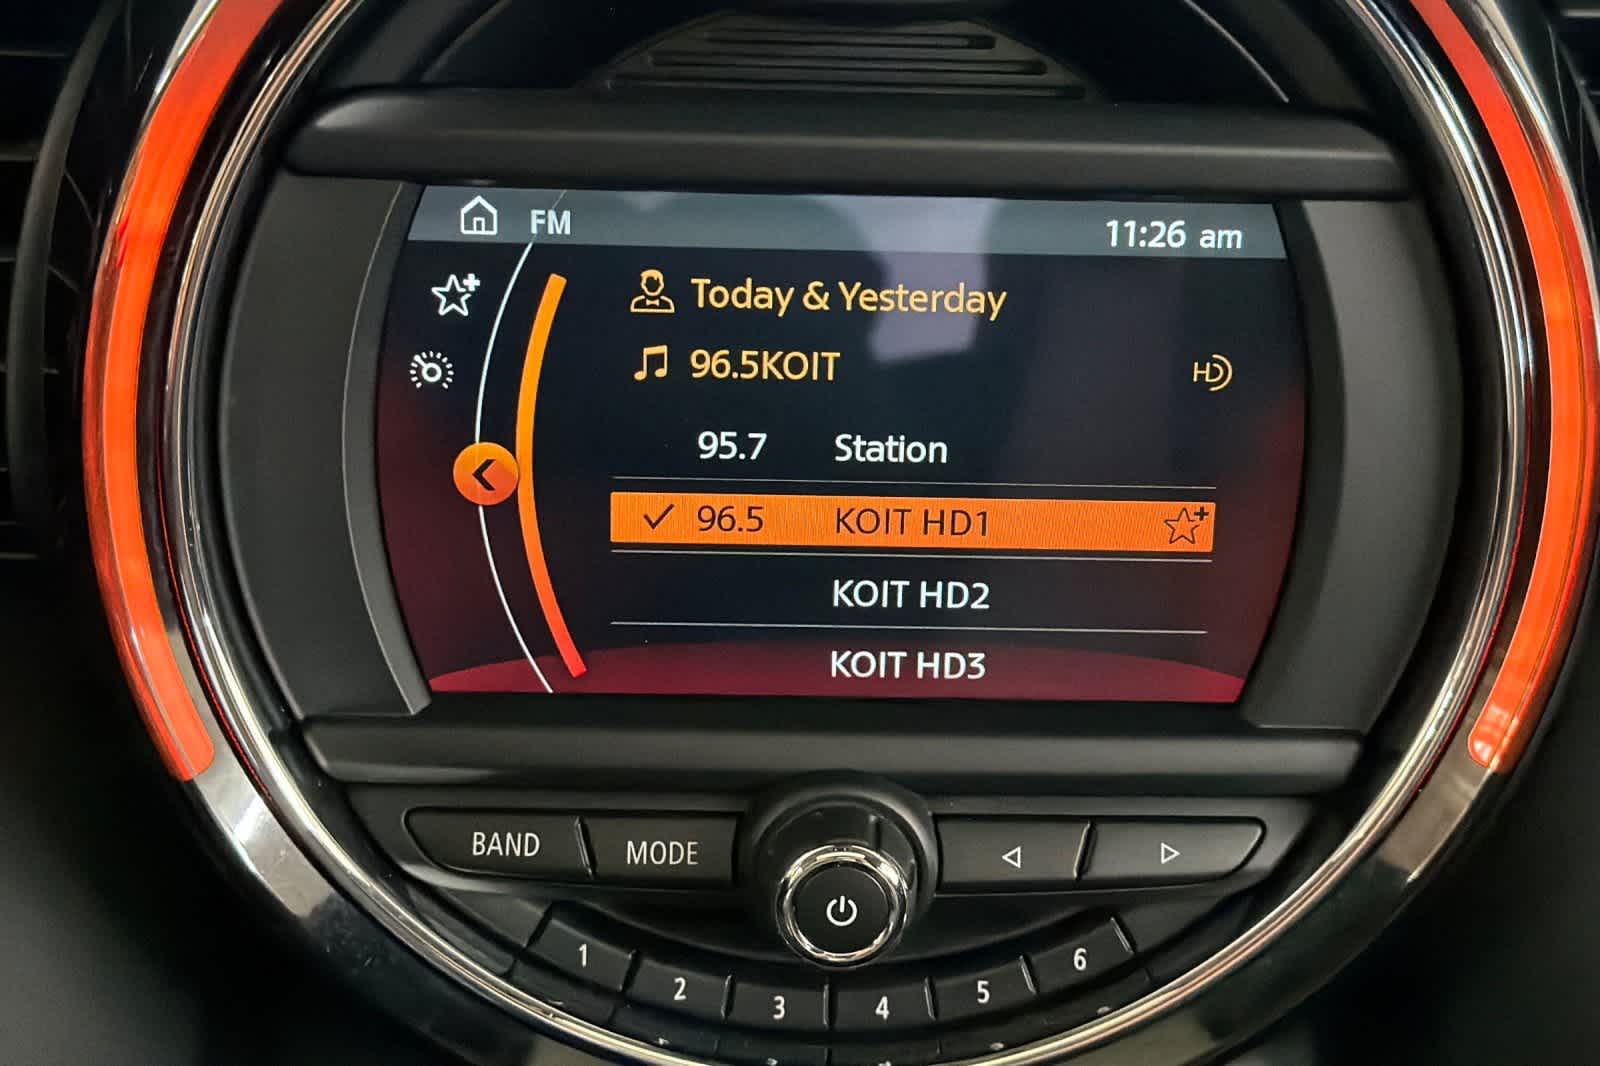 FM 11:26 am
Today & Yesterday
96.5KOIT HD
95.7 Station
96.5 KOIT HD1
KOIT HD2
KOIT HD3
BAND MODE
1 2 3 4 5 6